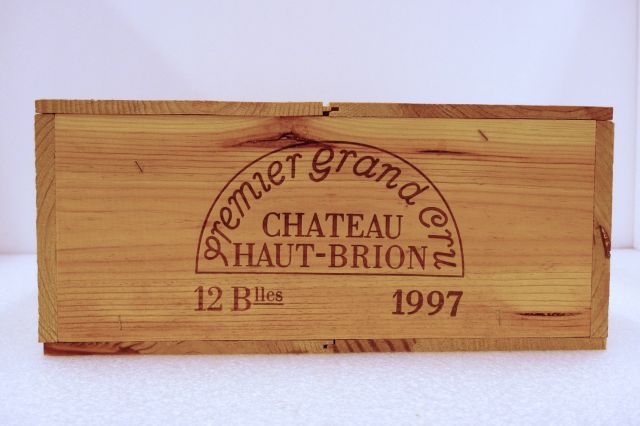 Premier Grand Cru
CHATEAU
HAUT-BRION
12 Blles 1997